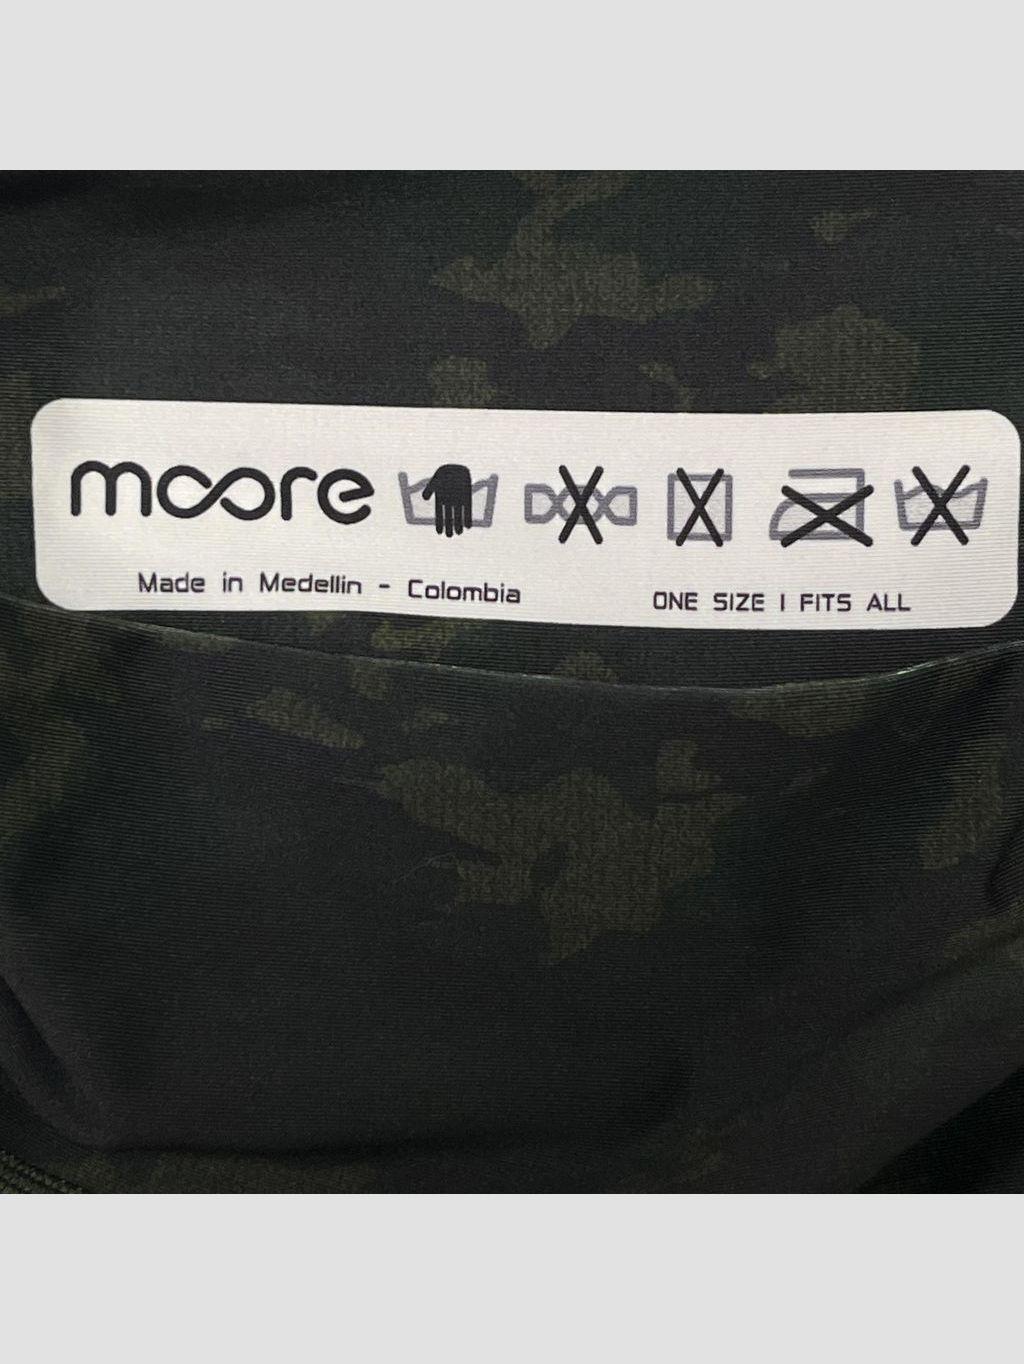 moore
Made in Medellin - Colombia
ONE SIZE | FITS ALL